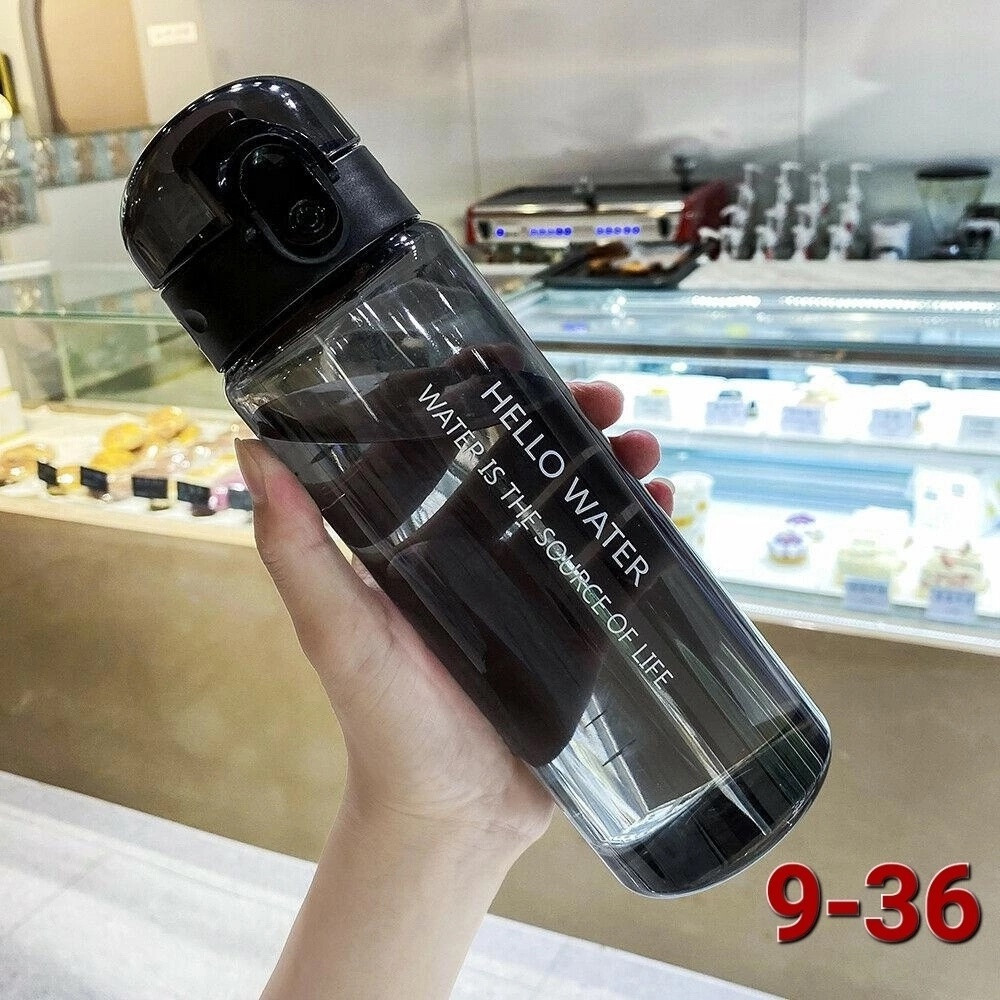 HELLO WATER
WATER IS THE SOURCE OF LIFE
9-36